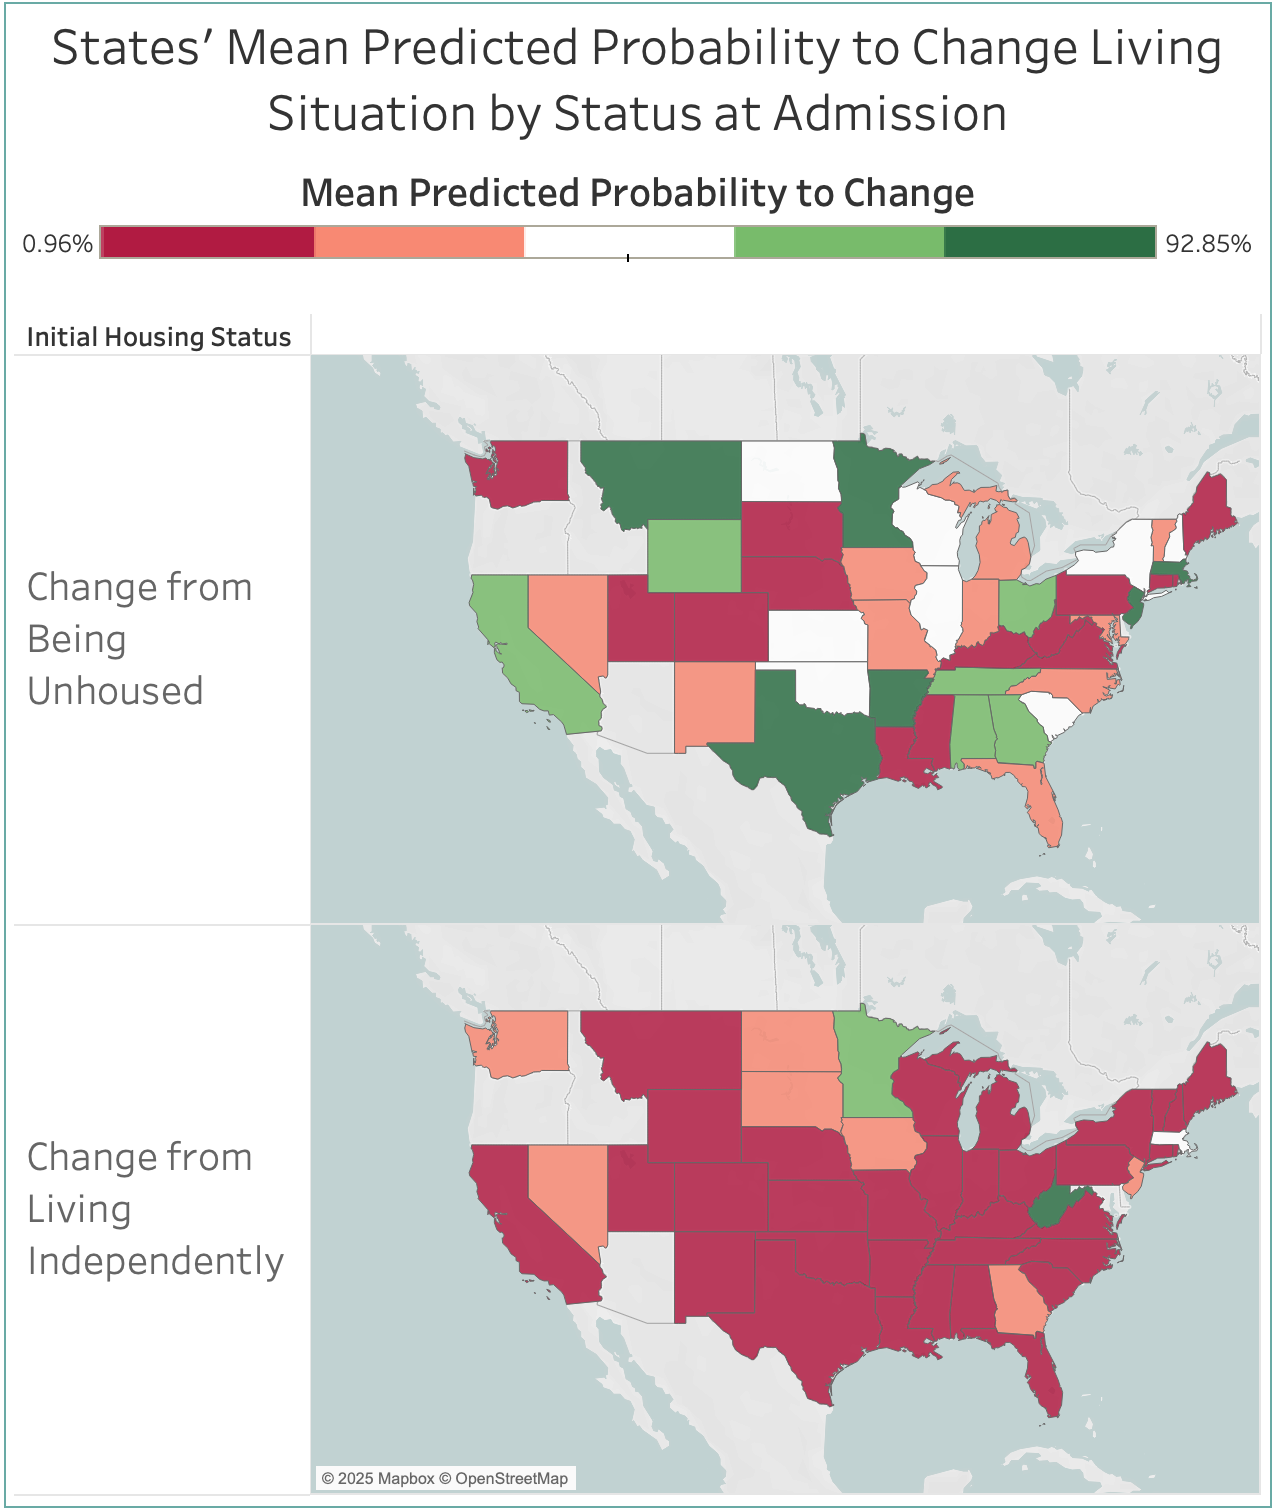 States’ Mean Predicted Probability to Change Living
Situation by Status at Admission
Mean Predicted Probability to Change
0.96%
92.85%
Initial Housing Status
Change from
Being
Unhoused
Change from
Living
Independently
© 2025 Mapbox © OpenStreetMap